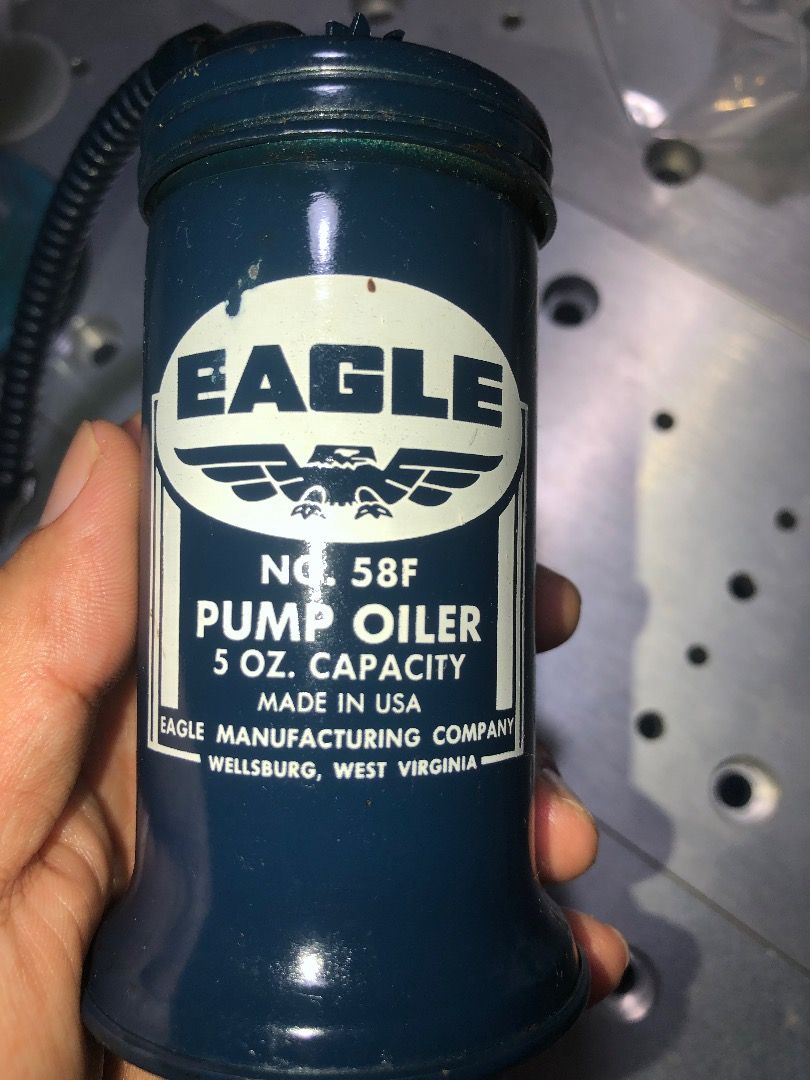 EAGLE
NO. 58F
PUMP OILER
5 OZ. CAPACITY
MADE IN USA
EAGLE MANUFACTURING COMPANY
WELLSBURG, WEST VIRGINIA